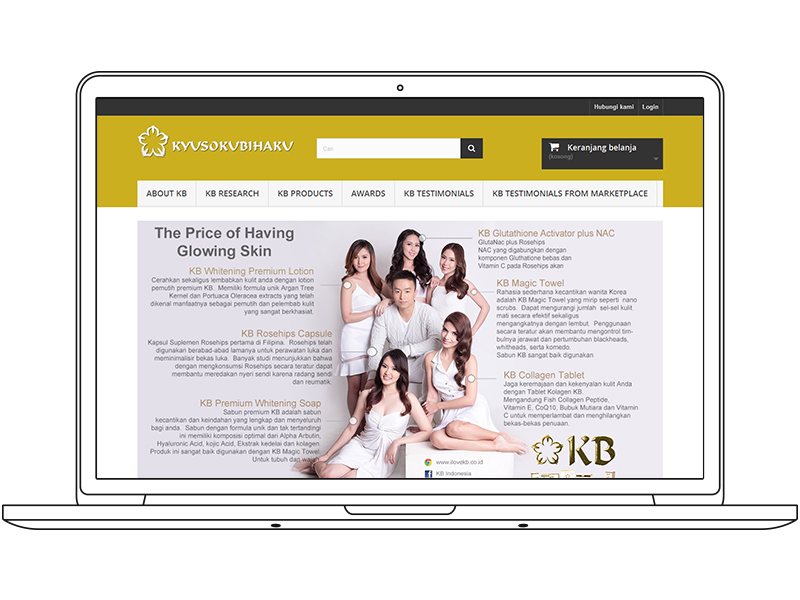 Hubungi kami
Login
KYUSOKUBIHAKU
Cari
Keranjang belanja
(kosong)
ABOUT KB
KB RESEARCH
KB PRODUCTS
AWARDS
KB TESTIMONIALS
KB TESTIMONIALS FROM MARKETPLACE
The Price of Having
Glowing Skin
KB Whitening Premium Lotion
Cerahkan sekaligus lembabkan kulit anda dengan lotion
pemutih premium KB. Memiliki formula unik Argan Tree
Kernel dan Portuaca Oleracea extracts yang telah
dikenal manfaatnya sebagai pemutih dan pelembab kulit
yang sangat berkhasiat.
KB Rosehips Capsule
Kapsul Suplemen Rosehips pertama di Filipina. Rosehips telah
digunakan berabad-abad lamanya untuk perawatan luka dan
meminimalisir bekas luka. Banyak studi menunjukkan bahwa
dengan mengkonsumsi Rosehips secara teratur dapat
membantu meredakan nyeri sendi karena radang sendi
dan reumatik.
KB Premium Whitening Soap
Sabun premium KB adalah sabun
kecantikan dan keindahan yang lengkap dan menyeluruh
bagi anda. Sabun dengan formula unik dan tak tertandingi
ini memiliki komposisi optimal dari Alpha Arbutin,
Hyaluronic Acid, kojic Acid, Ekstrak kedelai dan kolagen.
Produk ini sangat baik digunakan dengan KB Magic Towel.
Untuk tubuh dan wajah.
KB Glutathione Activator plus NAC
GlutaNac plus Rosehips
NAC yang digabungkan dengan
komponen Gluthatione bebas dan
Vitamin C pada Rosehips akan
KB Magic Towel
Rahasia sederhana kecantikan wanita Korea
adalah KB Magic Towel yang mirip seperti nano
scrubs. Dapat mengurangi jumlah sel-sel kulit
mati secara efektif sekaligus
mengangkatnya dengan lembut. Penggunaan
secara teratur akan membantu mengontrol tim-
bulnya jerawat dan pertumbuhan blackheads,
whitheads, serta komedo.
Sabun KB sangat baik digunakan
KB Collagen Tablet
Jaga keremajaan dan kekenyalan kulit Anda
dengan Tablet Kolagen KB.
Mengandung Fish Collagen Peptide,
Vitamin E, CoQ10, Bubuk Mutiara dan Vitamin
C untuk memperlambat dan menghilangkan
bekas-bekas penuaan.
KB
www.ilovekb.co.id
KB Indonesia